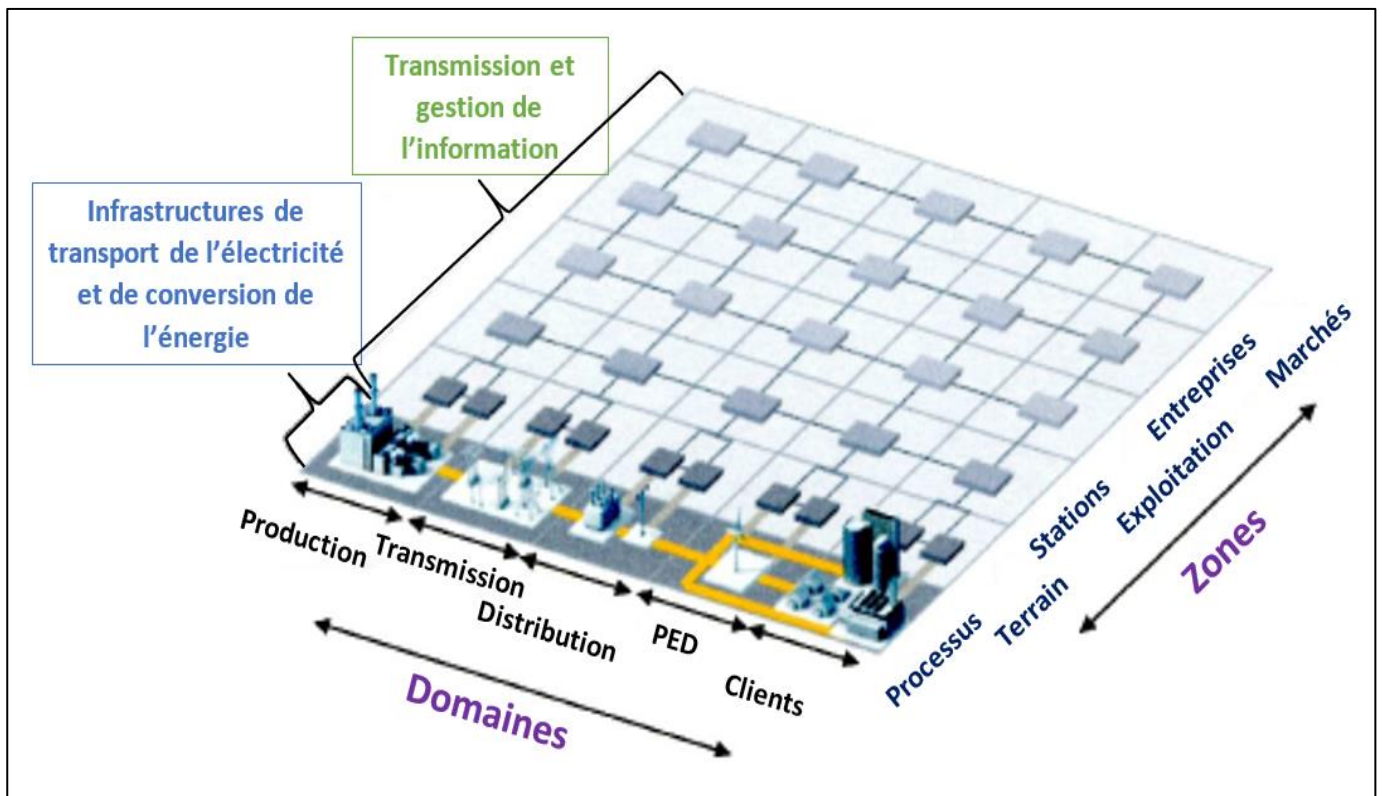 Transmission et
gestion de
l’information
Infrastructures de
transport de l’électricité
et de conversion de
l’énergie
Production
Transmission
Distribution
PED
Clients
Domaines
Processus
Terrain
Stations
Exploitation
Entreprises
Marchés
Zones